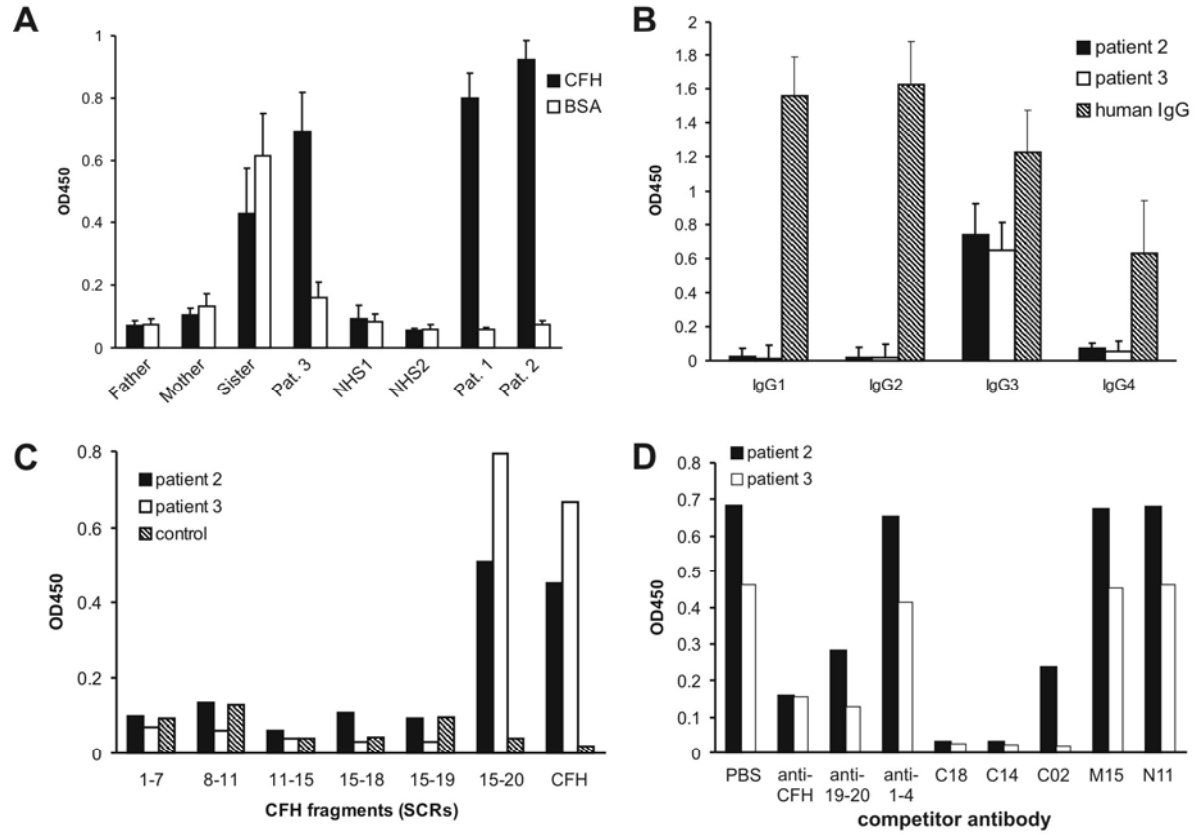 A
1
0.8
0.6
0.4
0.2
0
OD450
CFH
BSA
Father
Mother
Sister
Pat. 3
NHS1
NHS2
Pat. 1
Pat. 2
B
2
1.8
1.6
1.4
1.2
1
0.8
0.6
0.4
0.2
0
OD450
patient 2
patient 3
human IgG
IgG1
IgG2
IgG3
IgG4
C
0.8
0.6
0.4
0.2
0
OD450
patient 2
patient 3
control
1-7
8-11
11-15
15-18
15-19
15-20
CFH
CFH fragments (SCRs)
D
0.8
0.7
0.6
0.5
0.4
0.3
0.2
0.1
0
OD450
patient 2
patient 3
PBS
anti-
CFH
anti-
19-20
anti-
1-4
C18
C14
C02
M15
N11
competitor antibody